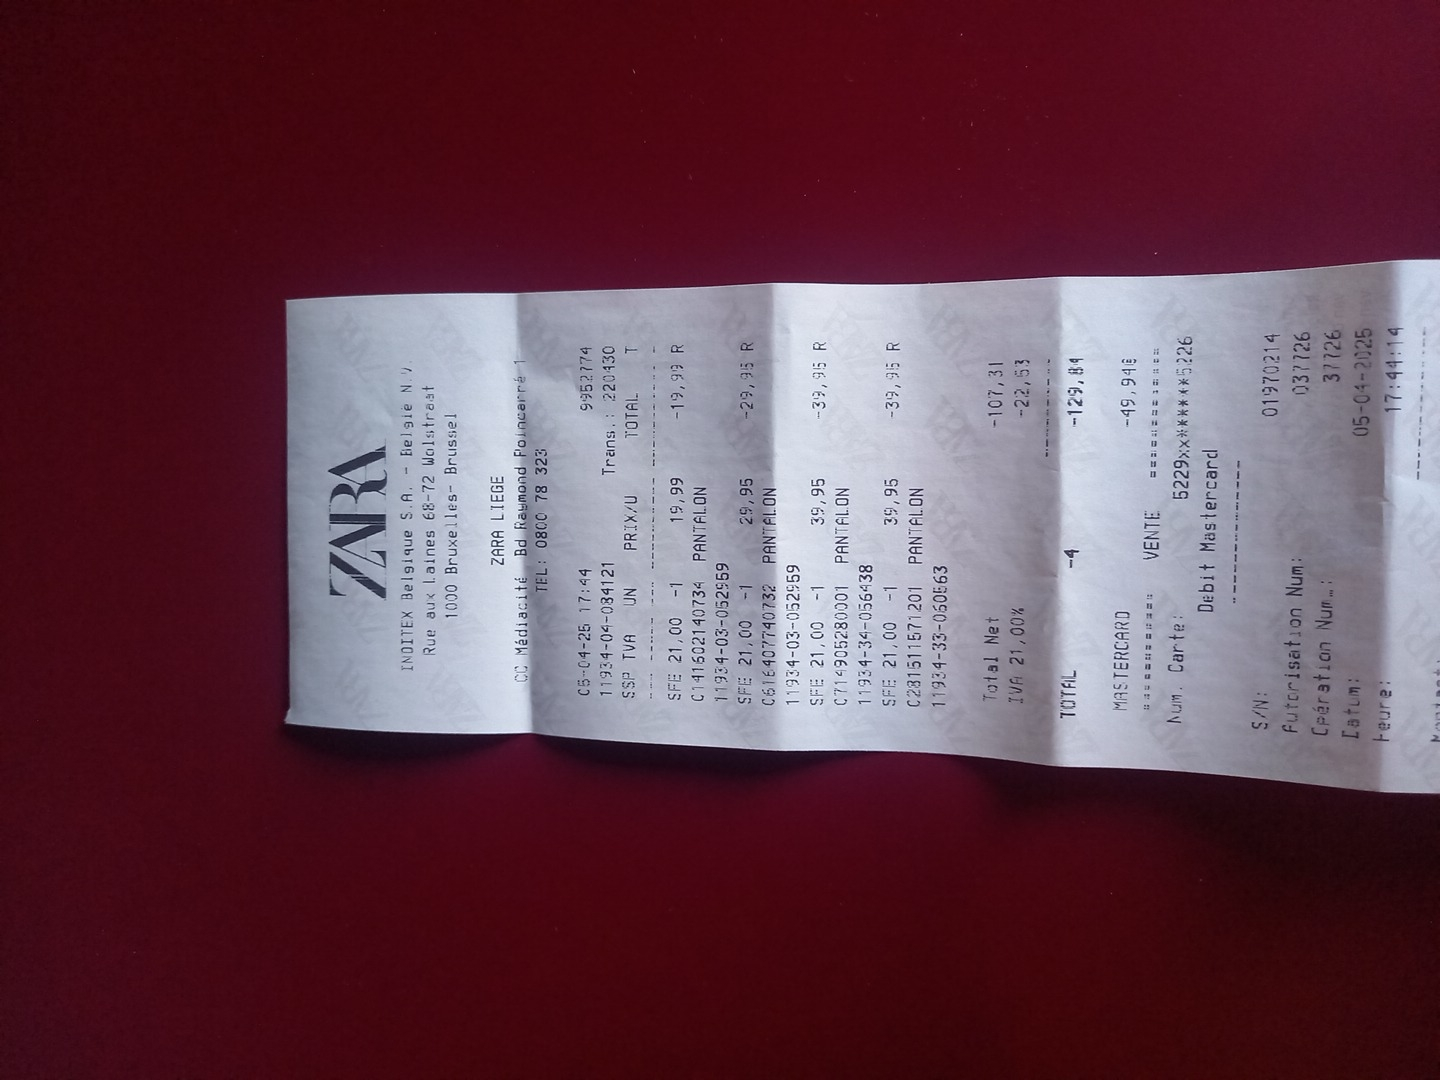 ZARA
INDITEX Belgique S.A. - België N.V.
Rue aux Laines 68-72 Wolstraat
1000 Bruxelles- Brussel
ZARA LIEGE
CC Médiacité Bd Raymond Poincarré 1
TEL: 0800 78 323
05-04-25 17:44 9952774
11934-04-084121 Trans.: 220430
SSP TVA UN PRIX/U TOTAL T
SFE 21,00 -1 19,99 -19,99 R
C141602140734 PANTALON
11934-03-052959
SFE 21,00 -1 29,95 -29,95 R
C616407740732 PANTALON
11934-03-052959
SFE 21,00 -1 39,95 -39,95 R
C714905280001 PANTALON
11934-34-056438
SFE 21,00 -1 39,95 -39,95 R
C281511571201 PANTALON
11934-33-060563
Total Net -107,31
IVA 21,00% -22,53
TOTAL -4 -129,84
MASTERCARD -49,94€
======== VENTE ============
Num. Carte: 5229xxxxxxxx5226
Debit Mastercard
S/N: 01970214
Autorisation Num: 037726
Opération Num.: 37726
Datum: 05-04-2025
Heure: 17:44:14